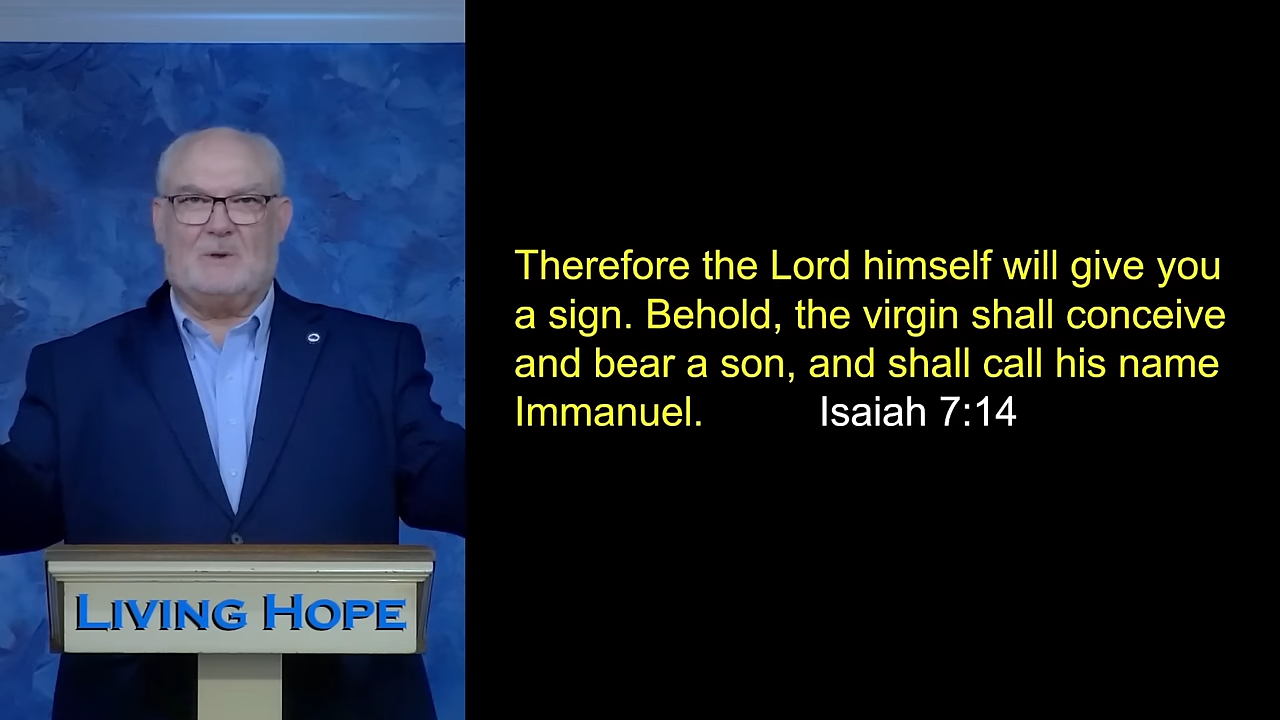 LIVING HOPE
Therefore the Lord himself will give you
a sign. Behold, the virgin shall conceive
and bear a son, and shall call his name
Immanuel. Isaiah 7:14